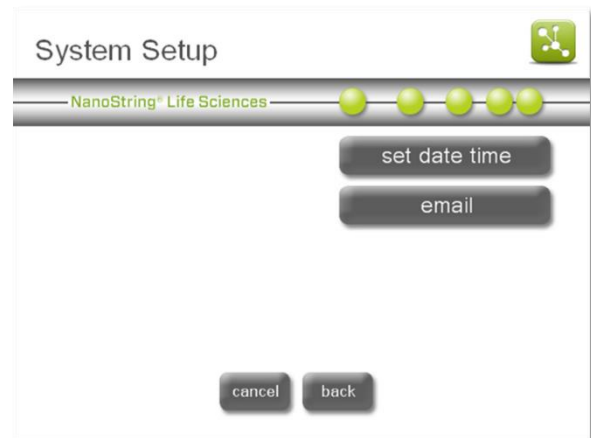 System Setup
NanoString® Life Sciences
set date time
email
cancel back